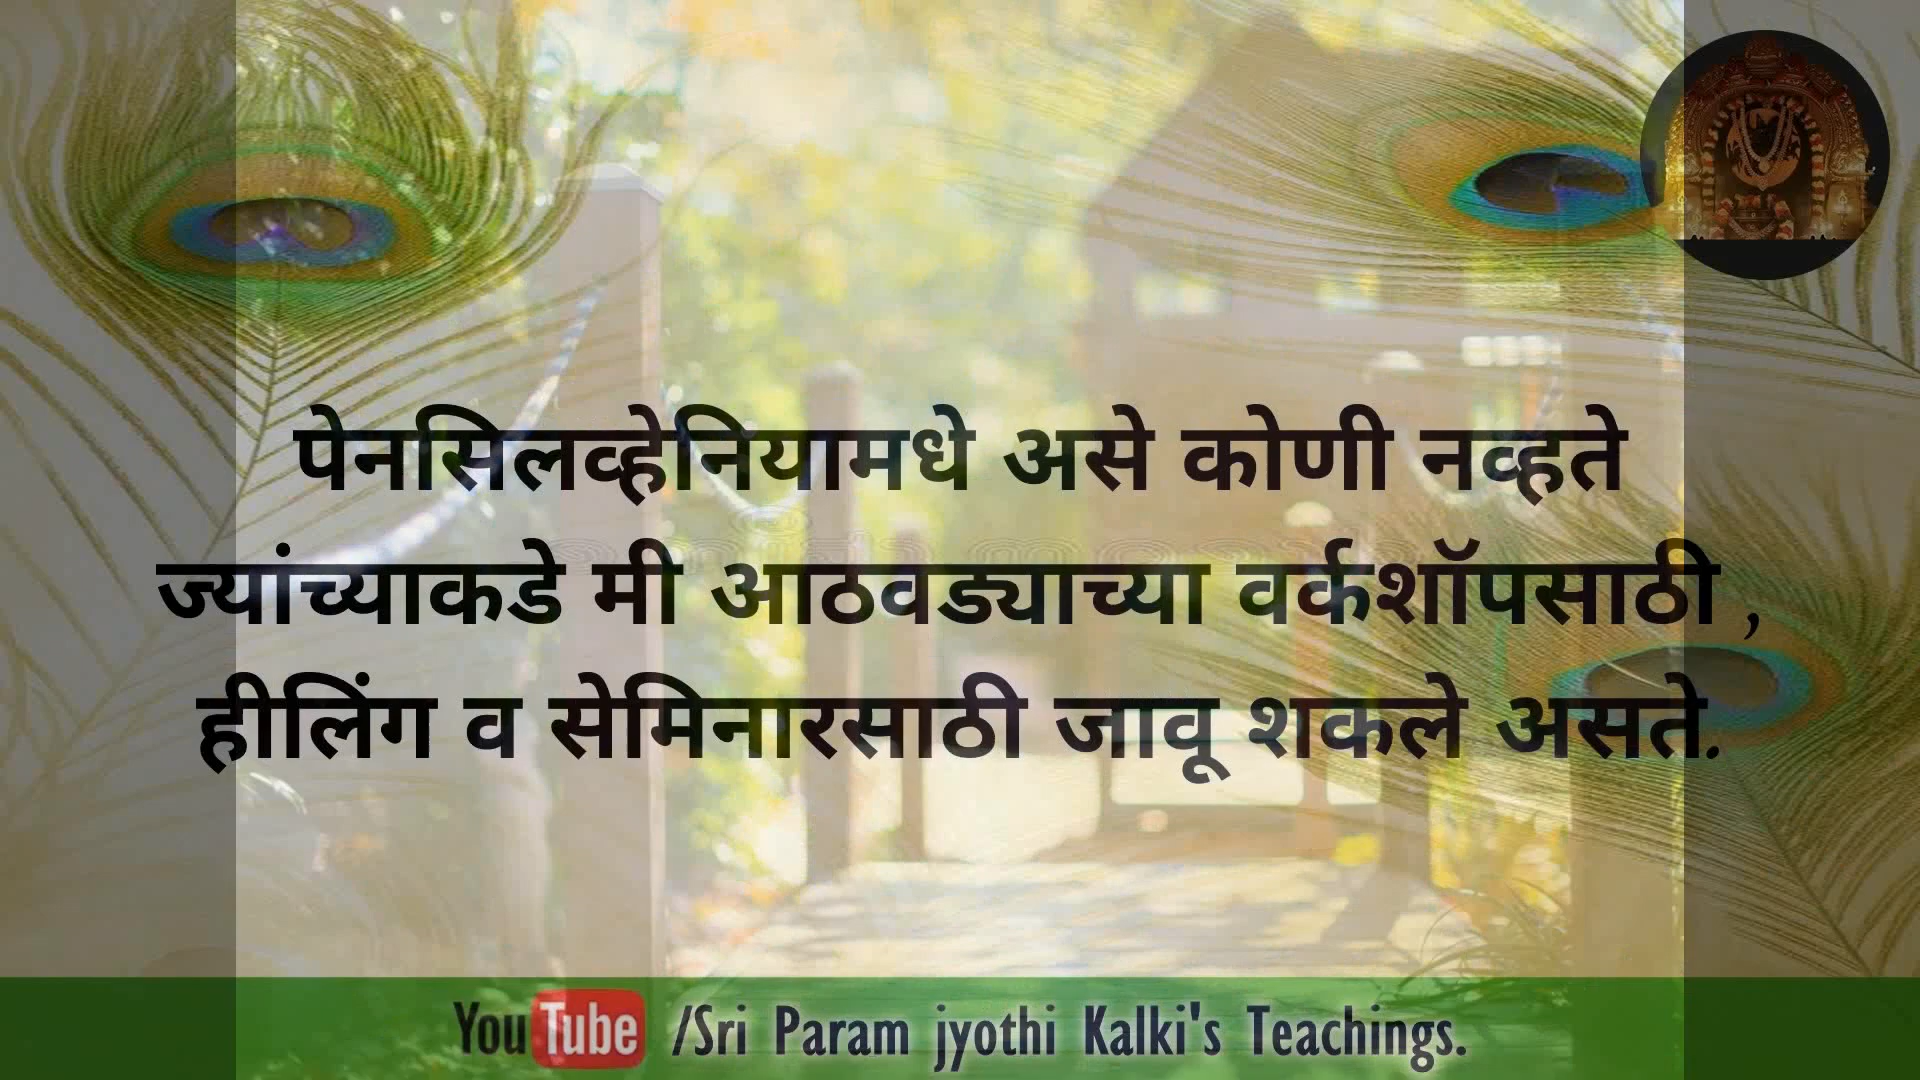 पेनसिलव्हेनियामधे असे कोणी नव्हते
ज्यांच्याकडे मी आठवड्याच्या वर्कशॉपसाठी ,
हीलिंग व सेमिनारसाठी जावू शकले असते.
YouTube /Sri Param jyothi Kalki's Teachings.